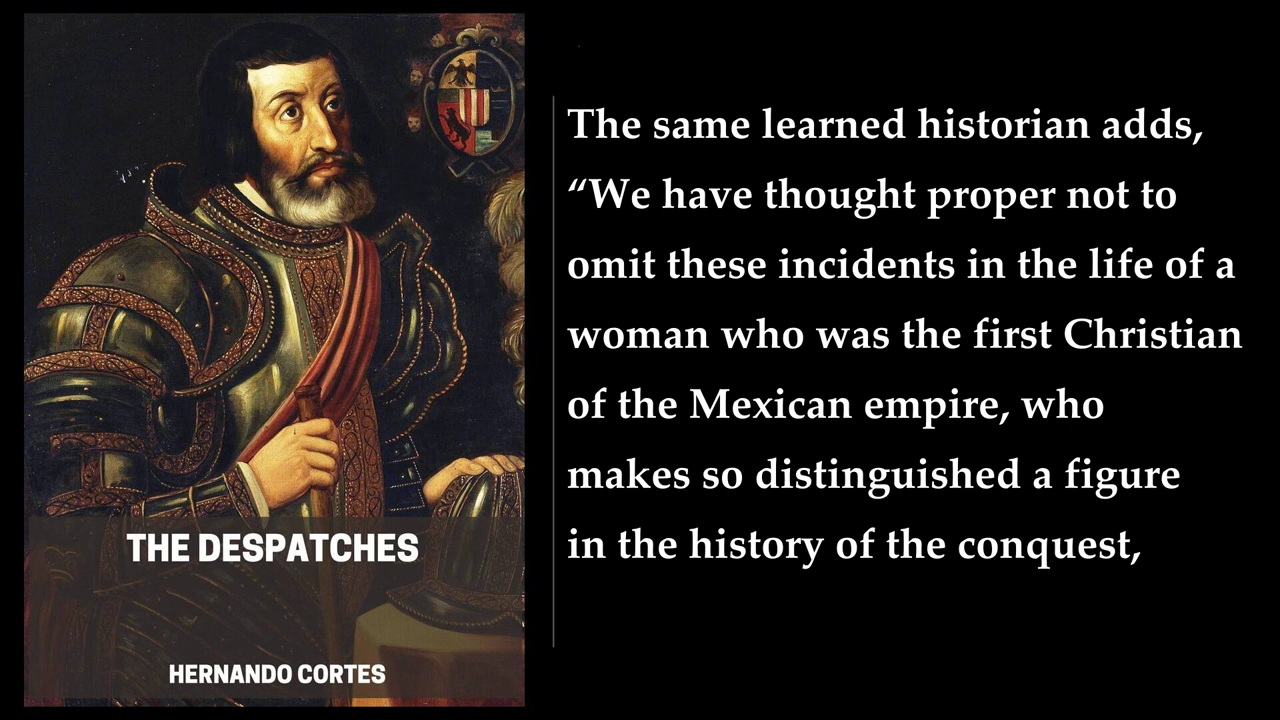 THE DESPATCHES
HERNANDO CORTES
The same learned historian adds,
“We have thought proper not to
omit these incidents in the life of a
woman who was the first Christian
of the Mexican empire, who
makes so distinguished a figure
in the history of the conquest,